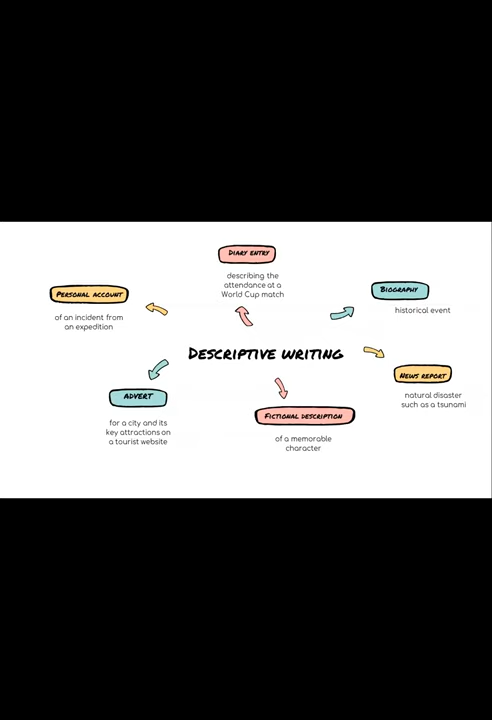 DIARY ENTRY
describing the
attendance at a
World Cup match
PERSONAL ACCOUNT
of an incident from
an expedition
BIOGRAPHY
historical event
DESCRIPTIVE WRITING
NEWS REPORT
natural disaster
such as a tsunami
ADVERT
for a city and its
key attractions on
a tourist website
FICTIONAL DESCRIPTION
of a memorable
character